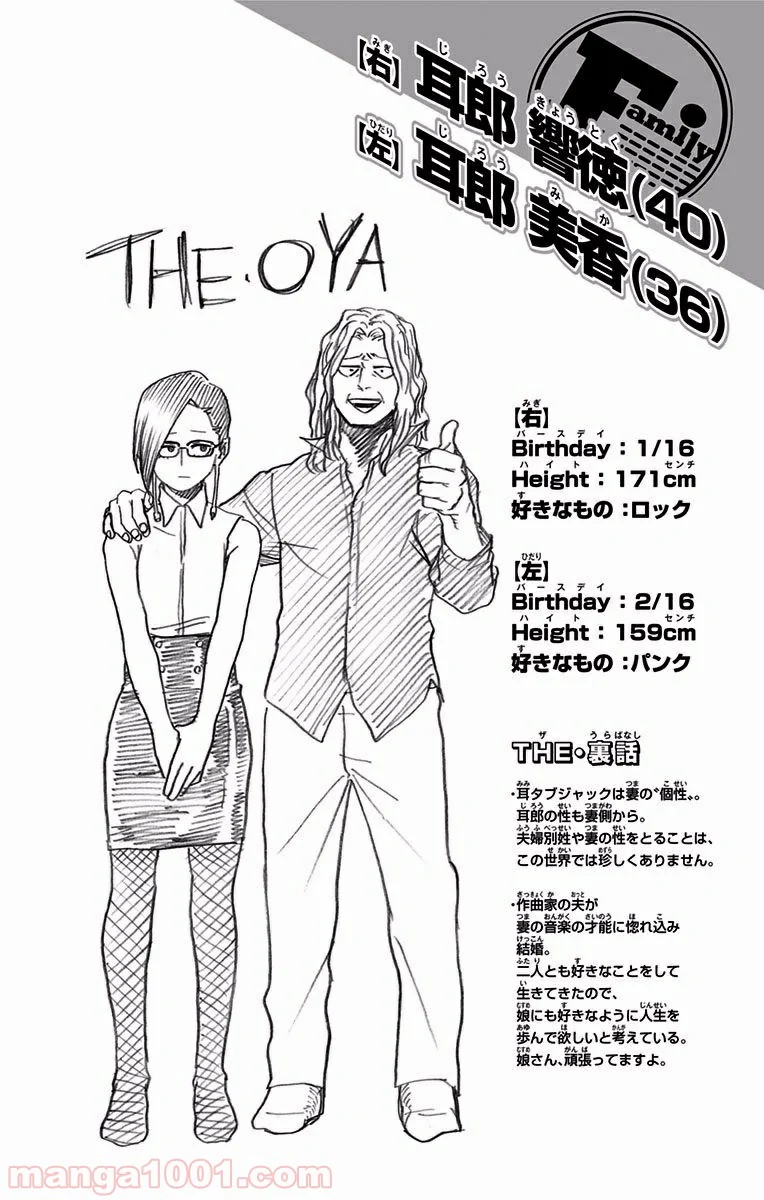 【右】耳郎 響徳(40)
【左】耳郎 美香(36)
Family
THE・OYA
【右】
Birthday : 1/16
Height : 171cm
好きなもの:ロック
【左】
Birthday : 2/16
Height : 159cm
好きなもの:パンク
THE・裏話
・耳タブジャックは妻の〝個性〟。
耳郎の性も妻側から。
夫婦別姓や妻の性をとることは、
この世界では珍しくありません。
・作曲家の夫が
妻の音楽の才能に惚れ込み
結婚。
二人とも好きなことをして
生きてきたので、
娘にも好きなように人生を
歩んで欲しいと考えている。
娘さん、頑張ってますよ。
manga1001.com